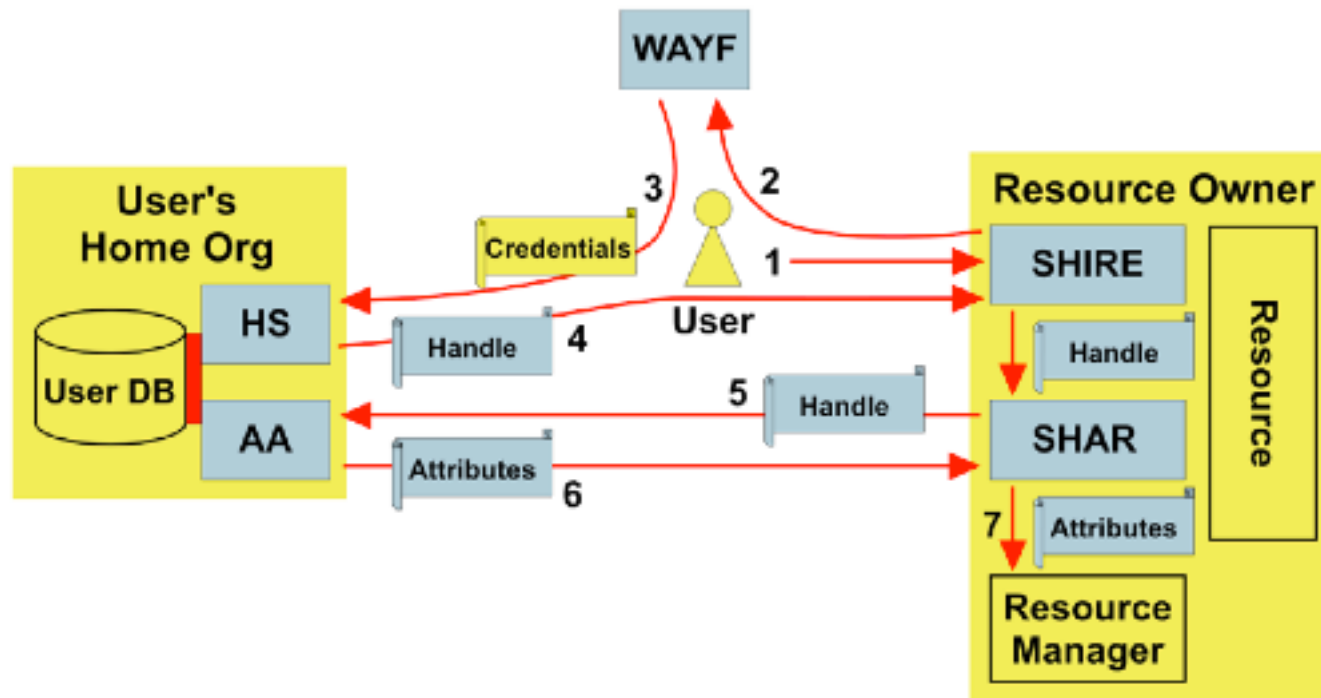 WAYF
User's
Home Org
HS
User DB
AA
3
Credentials
2
1
User
Handle
4
5
Handle
Attributes
6
Resource Owner
SHIRE
Handle
SHAR
7
Attributes
Resource
Manager
Resource